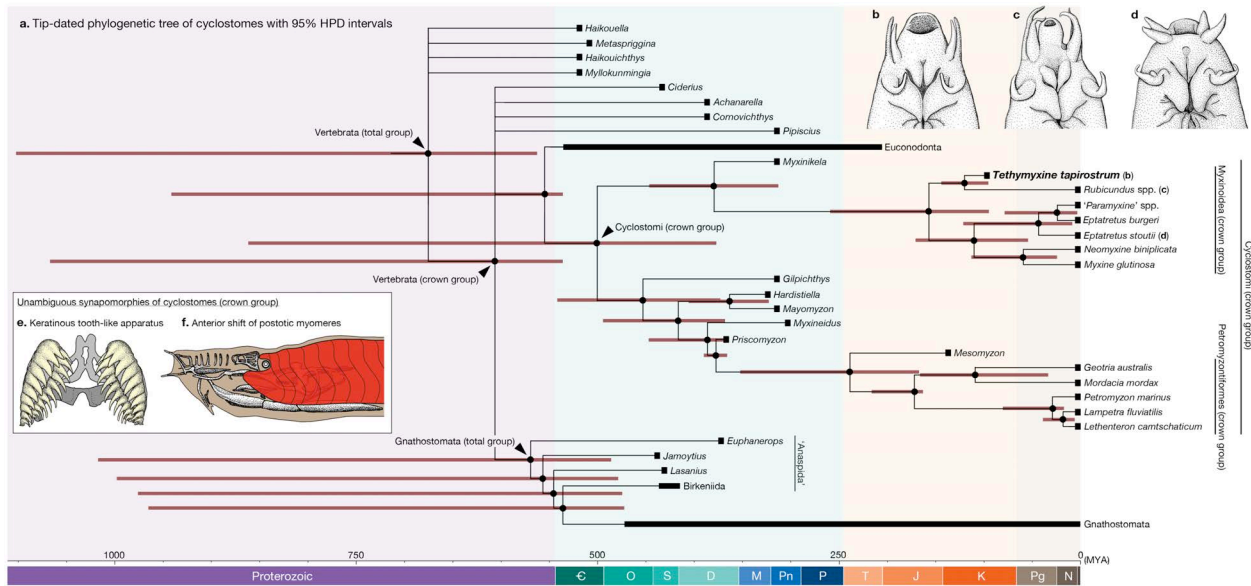 a. Tip-dated phylogenetic tree of cyclostomes with 95% HPD intervals
b
c
d
Haikouella
Metaspriggina
Haikouichthys
Myllokunmingia
Ciderius
Achanarella
Cornovichthys
Pipiscius
Vertebrata (total group)
Euconodonta
Myxinikela
Tethymyxine tapirostrum (b)
Rubicundus spp. (c)
'Paramyxine' spp.
Eptatretus burgeri
Eptatretus stoutii (d)
Neomyxine biniplicata
Myxine glutinosa
Myxinoidea (crown group)
Cyclostomi (crown group)
Cyclostomi (crown group)
Vertebrata (crown group)
Gilpichthys
Hardistiella
Mayomyzon
Myxineidus
Priscomyzon
Mesomyzon
Geotria australis
Mordacia mordax
Petromyzon marinus
Lampetra fluviatilis
Lethenteron camtschaticum
Petromyzontiformes (crown group)
Unambiguous synapomorphies of cyclostomes (crown group)
e. Keratinous tooth-like apparatus
f. Anterior shift of postotic myomeres
Gnathostomata (total group)
Euphanerops
Jamoytius
Lasanius
Birkeniida
'Anaspida'
Gnathostomata
1000
750
500
250
0
(MYA)
Proterozoic
Є
O
S
D
M
Pn
P
T
J
K
Pg
N